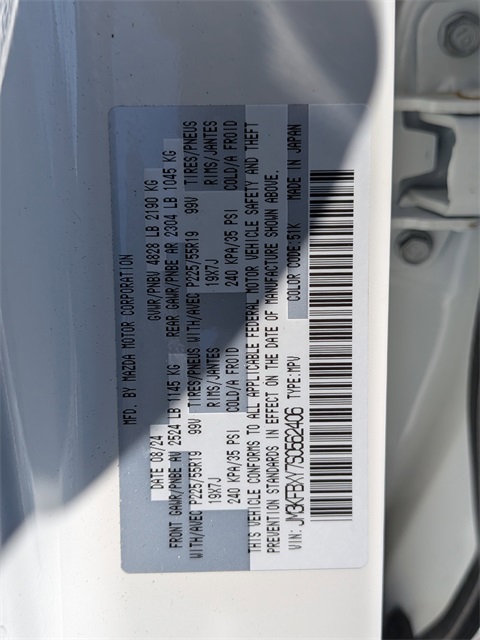 MFD. BY MAZDA MOTOR CORPORATION
DATE 08/24 GVWR/PNBV 4828 LB 2190 KG
FRONT GAWR/PNBE AV 2524 LB 1145 KG REAR GAWR/PNBE AR 2304 LB 1045 KG
WITH/AVEC P225/55R19 99V TIRES/PNEUS WITH/AVEC P225/55R19 99V TIRES/PNEUS
19X7J RIMS/JANTES 19X7J RIMS/JANTES
240 KPA/35 PSI COLD/A FROID 240 KPA/35 PSI COLD/A FROID
THIS VEHICLE CONFORMS TO ALL APPLICABLE FEDERAL MOTOR VEHICLE SAFETY AND THEFT
PREVENTION STANDARDS IN EFFECT ON THE DATE OF MANUFACTURE SHOWN ABOVE.
COLOR CODE:51K MADE IN JAPAN
VIN: JM3KFBXY7S0662406 TYPE:MPV